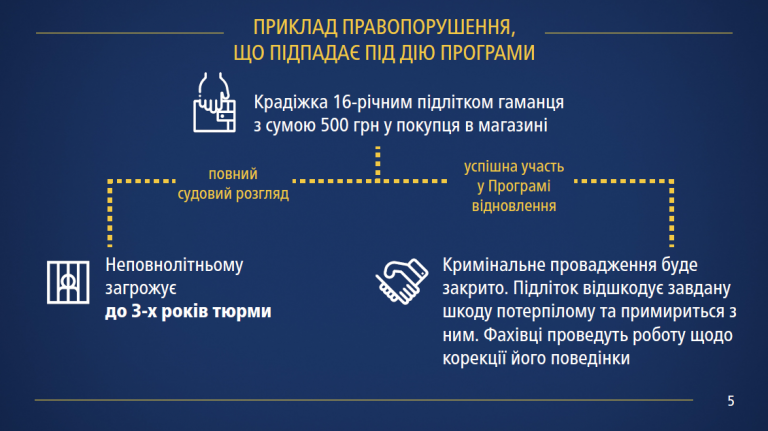 ПРИКЛАД ПРАВОПОРУШЕННЯ,
ЩО ПІДПАДАЄ ПІД ДІЮ ПРОГРАМИ
Крадіжка 16-річним підлітком гаманця
з сумою 500 грн у покупця в магазині
повний
судовий розгляд
успішна участь
у Програмі
відновлення
Неповнолітньому
загрожує
до 3-х років тюрми
Кримінальне провадження буде
закрито. Підліток відшкодує завдану
шкоду потерпілому та примириться з
ним. Фахівці проведуть роботу щодо
корекції його поведінки
5